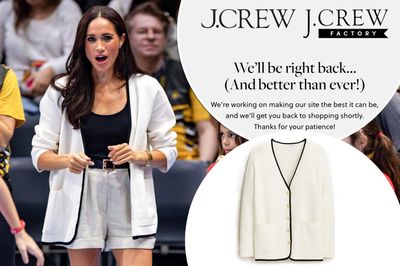 J.CREW J.CREW
FACTORY
We'll be right back...
(And better than ever!)
We're working on making our site the best it can be,
and we'll get you back to shopping shortly.
Thanks for your patience!